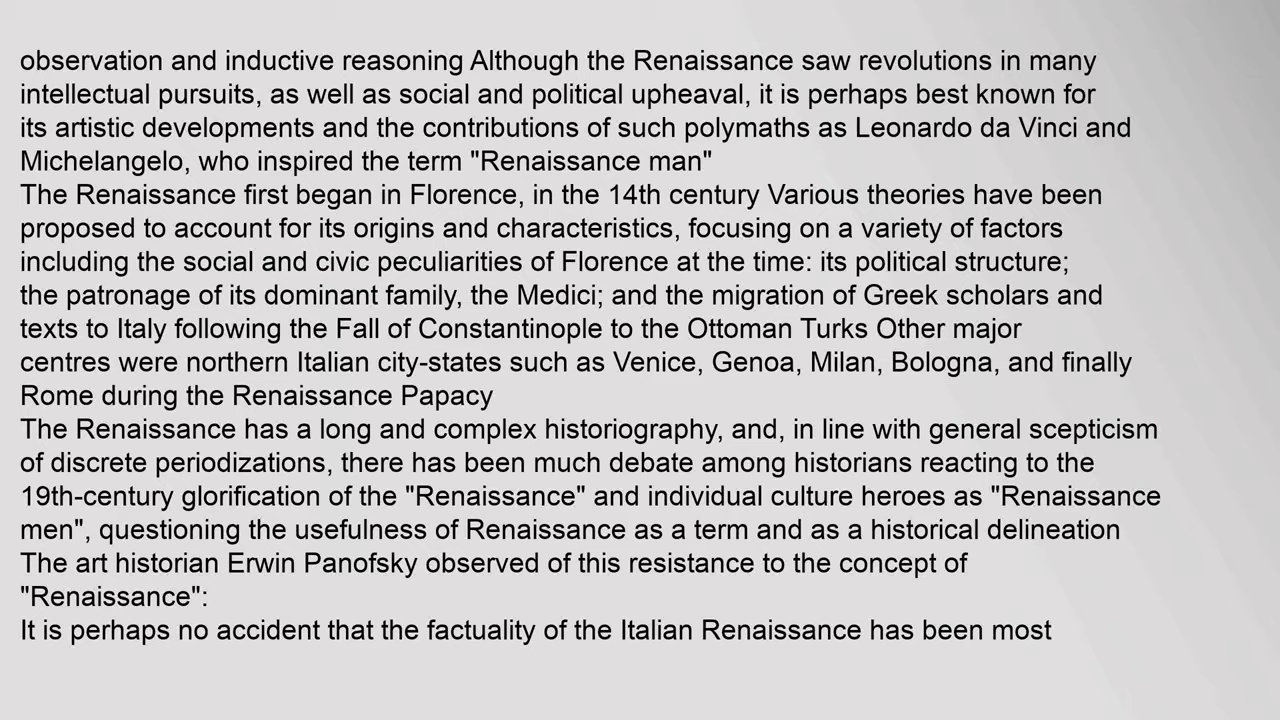 observation and inductive reasoning Although the Renaissance saw revolutions in many
intellectual pursuits, as well as social and political upheaval, it is perhaps best known for
its artistic developments and the contributions of such polymaths as Leonardo da Vinci and
Michelangelo, who inspired the term "Renaissance man"
The Renaissance first began in Florence, in the 14th century Various theories have been
proposed to account for its origins and characteristics, focusing on a variety of factors
including the social and civic peculiarities of Florence at the time: its political structure;
the patronage of its dominant family, the Medici; and the migration of Greek scholars and
texts to Italy following the Fall of Constantinople to the Ottoman Turks Other major
centres were northern Italian city-states such as Venice, Genoa, Milan, Bologna, and finally
Rome during the Renaissance Papacy
The Renaissance has a long and complex historiography, and, in line with general scepticism
of discrete periodizations, there has been much debate among historians reacting to the
19th-century glorification of the "Renaissance" and individual culture heroes as "Renaissance
men", questioning the usefulness of Renaissance as a term and as a historical delineation
The art historian Erwin Panofsky observed of this resistance to the concept of
"Renaissance":
It is perhaps no accident that the factuality of the Italian Renaissance has been most